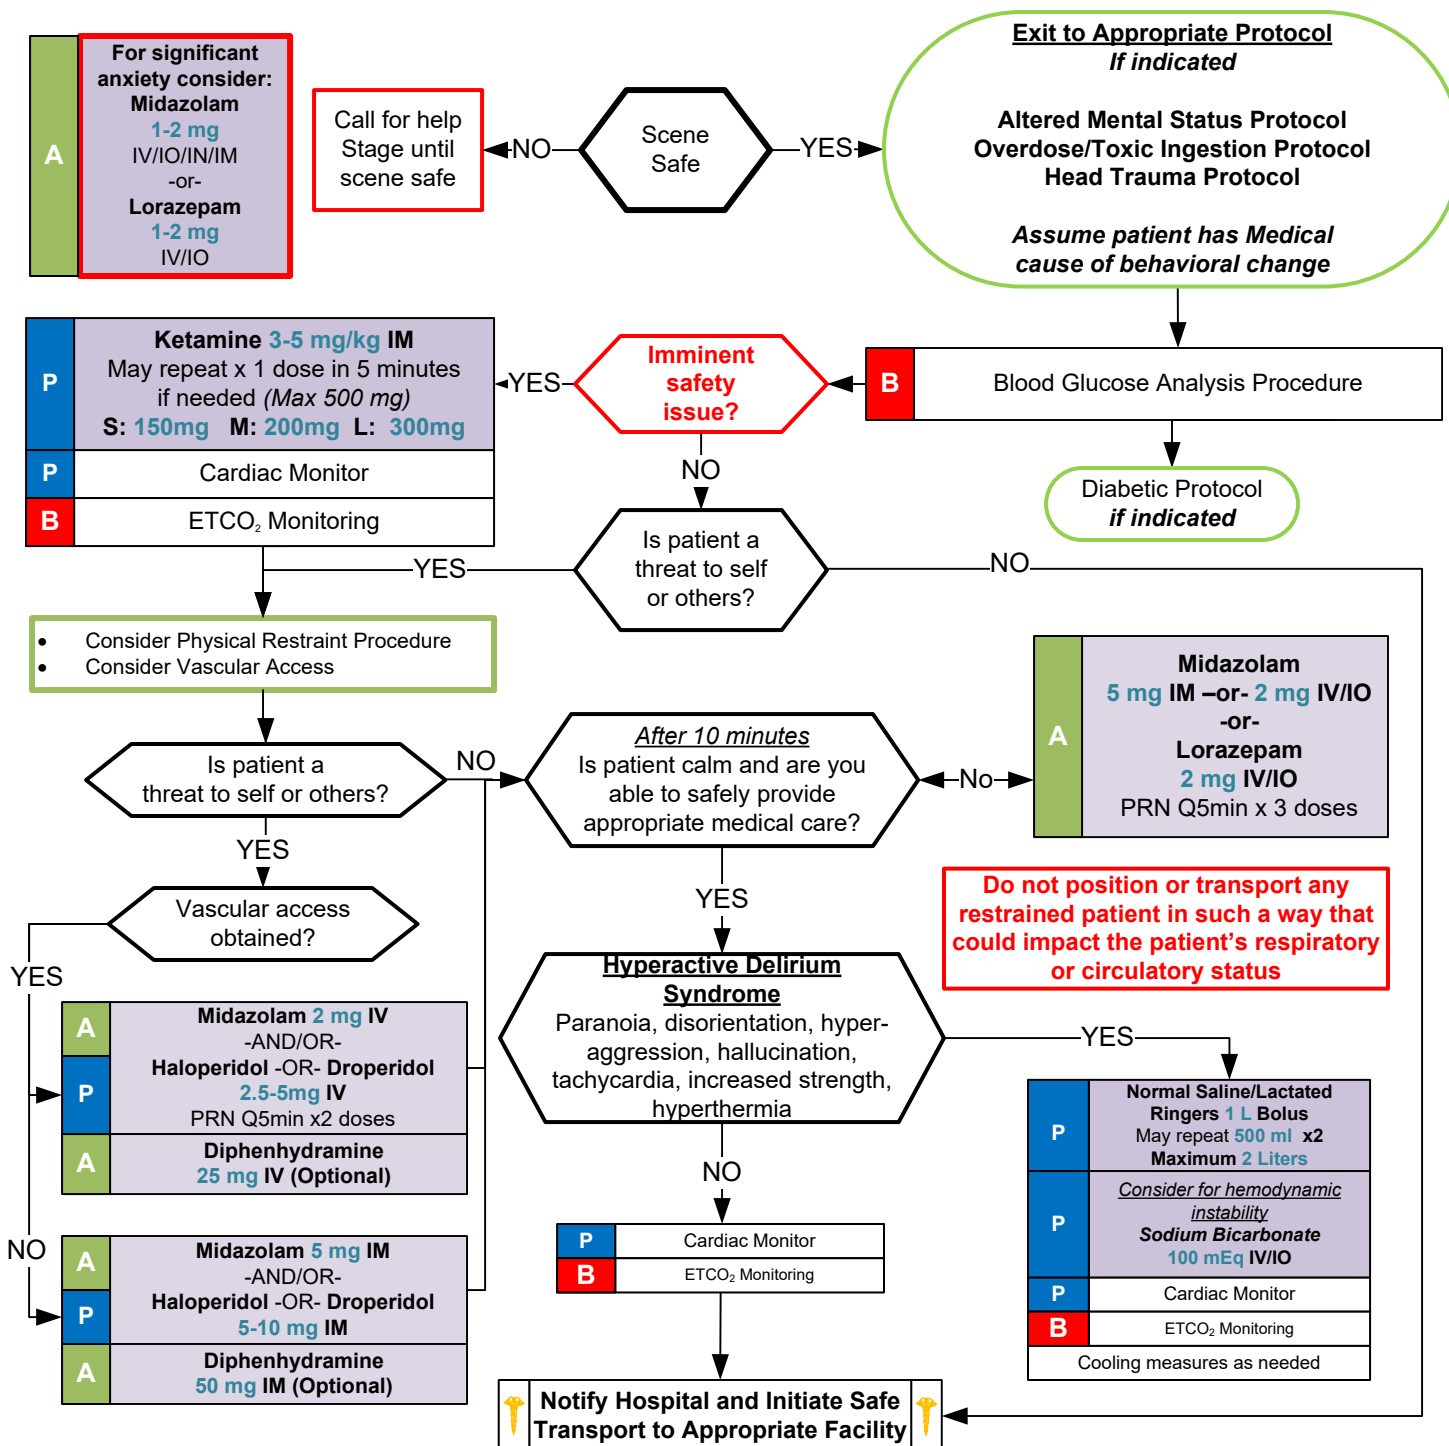 A
For significant
anxiety consider:
Midazolam
1-2 mg
IV/IO/IN/IM
-or-
Lorazepam
1-2 mg
IV/IO
Call for help
Stage until
scene safe
NO
Scene
Safe
YES
Exit to Appropriate Protocol
If indicated
Altered Mental Status Protocol
Overdose/Toxic Ingestion Protocol
Head Trauma Protocol
Assume patient has Medical
cause of behavioral change
P
Ketamine 3-5 mg/kg IM
May repeat x 1 dose in 5 minutes
if needed (Max 500 mg)
S: 150mg M: 200mg L: 300mg
P
Cardiac Monitor
B
ETCO₂ Monitoring
YES
Imminent
safety
issue?
B
Blood Glucose Analysis Procedure
NO
Diabetic Protocol
if indicated
YES
Is patient a
threat to self
or others?
NO
• Consider Physical Restraint Procedure
• Consider Vascular Access
Is patient a
threat to self or others?
NO
After 10 minutes
Is patient calm and are you
able to safely provide
appropriate medical care?
No
A
Midazolam
5 mg IM –or- 2 mg IV/IO
-or-
Lorazepam
2 mg IV/IO
PRN Q5min x 3 doses
YES
Vascular access
obtained?
YES
YES
Do not position or transport any
restrained patient in such a way that
could impact the patient’s respiratory
or circulatory status
A
Midazolam 2 mg IV
-AND/OR-
P
Haloperidol -OR- Droperidol
2.5-5mg IV
PRN Q5min x2 doses
A
Diphenhydramine
25 mg IV (Optional)
Hyperactive Delirium
Syndrome
Paranoia, disorientation, hyper-
aggression, hallucination,
tachycardia, increased strength,
hyperthermia
YES
P
Normal Saline/Lactated
Ringers 1 L Bolus
May repeat 500 ml x2
Maximum 2 Liters
P
Consider for hemodynamic
instability
Sodium Bicarbonate
100 mEq IV/IO
P
Cardiac Monitor
B
ETCO₂ Monitoring
Cooling measures as needed
NO
A
Midazolam 5 mg IM
-AND/OR-
P
Haloperidol -OR- Droperidol
5-10 mg IM
A
Diphenhydramine
50 mg IM (Optional)
NO
P
Cardiac Monitor
B
ETCO₂ Monitoring
Notify Hospital and Initiate Safe
Transport to Appropriate Facility